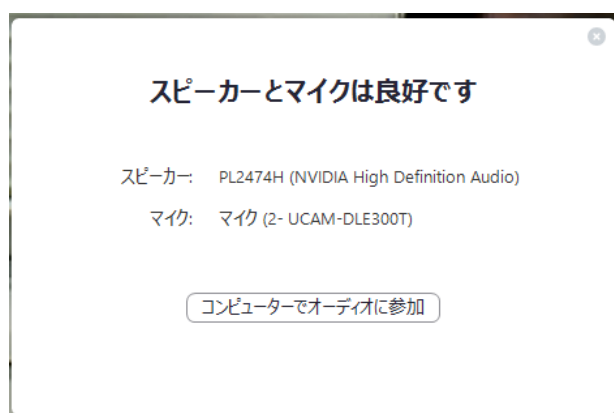 スピーカーとマイクは良好です
スピーカー: PL2474H (NVIDIA High Definition Audio)
マイク: マイク (2- UCAM-DLE300T)
コンピューターでオーディオに参加